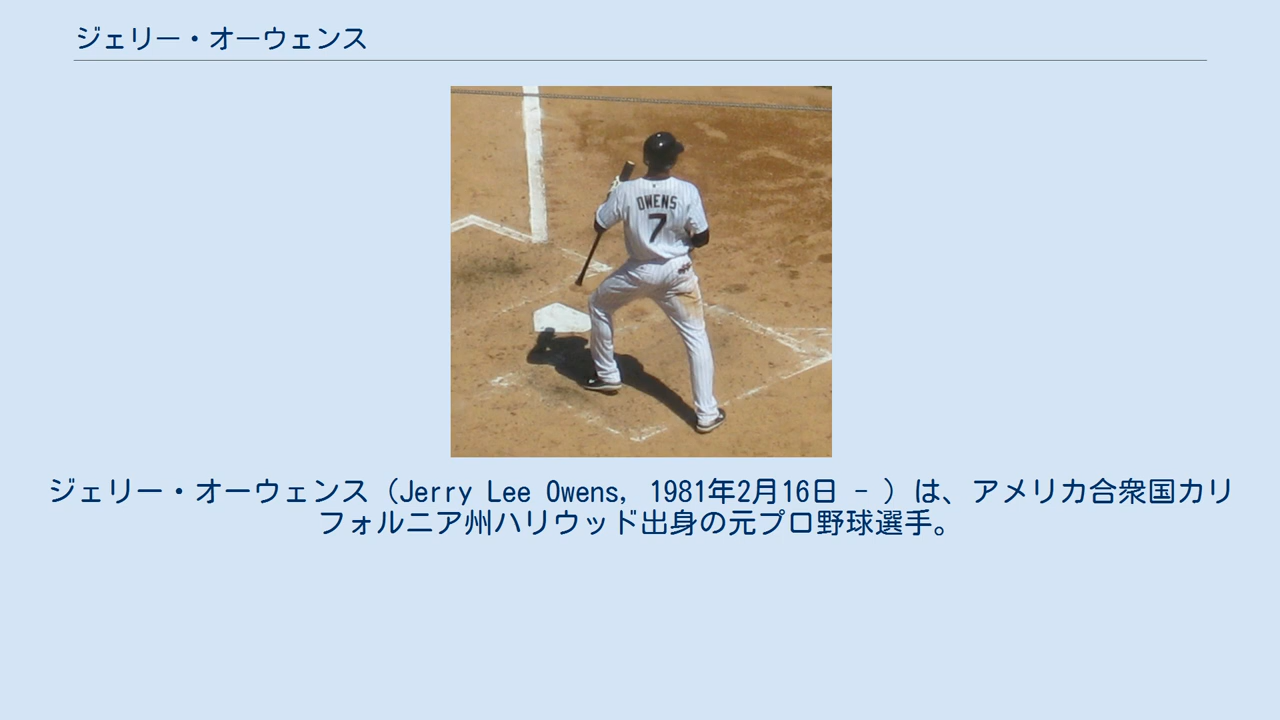 ジェリー・オーウェンス
OWENS
7
ジェリー・オーウェンス（Jerry Lee Owens, 1981年2月16日 - ）は、アメリカ合衆国カリ
フォルニア州ハリウッド出身の元プロ野球選手。